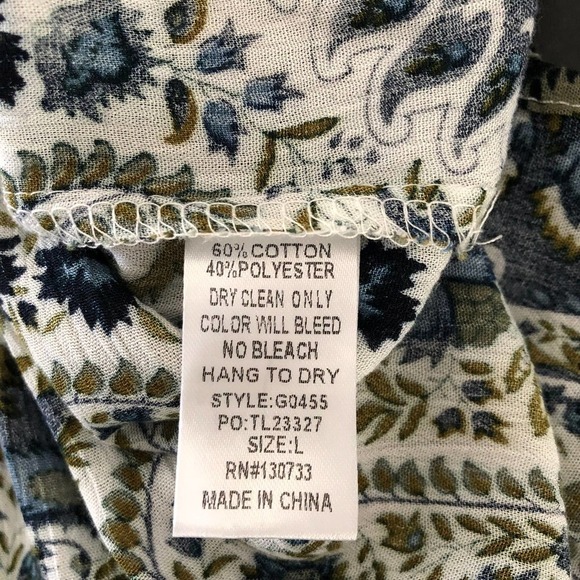 60% COTTON
40%POLYESTER
DRY CLEAN ONLY
COLOR WILL BLEED
NO BLEACH
HANG TO DRY
STYLE:G0455
PO:TL23327
SIZE:L
RN#130733
MADE IN CHINA